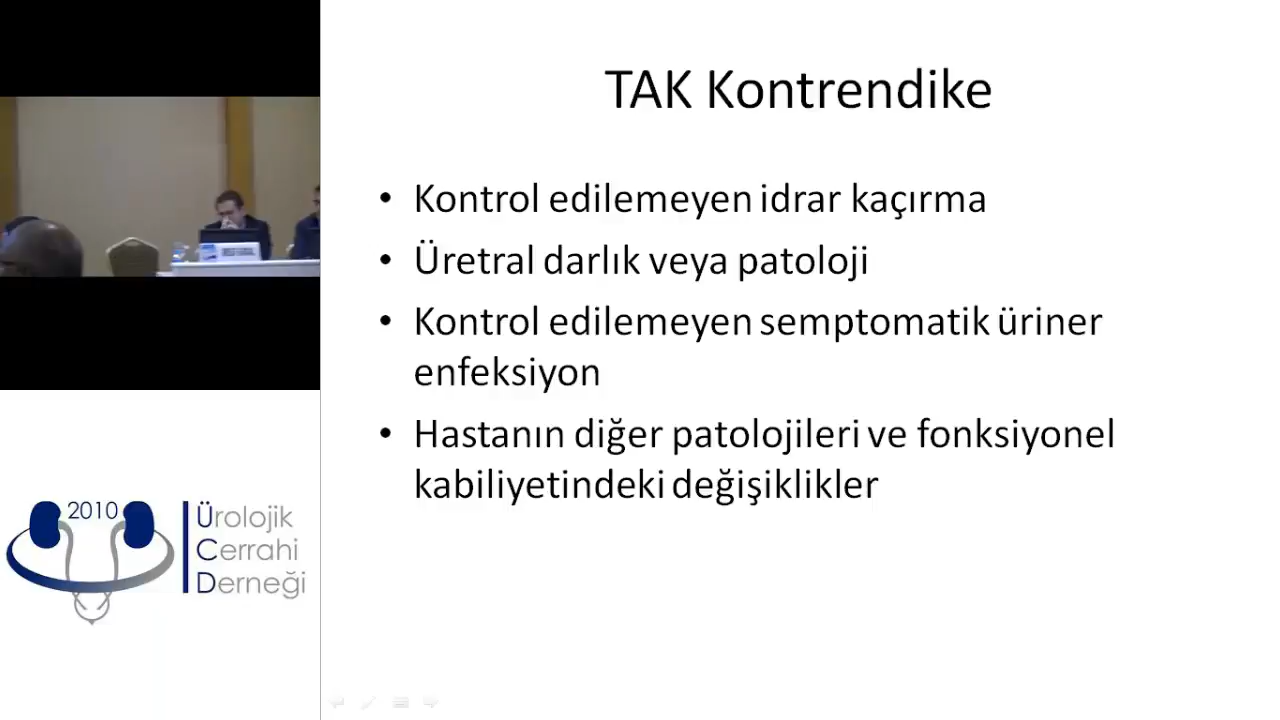 TAK Kontrendike
• Kontrol edilemeyen idrar kaçırma
• Üretral darlık veya patoloji
• Kontrol edilemeyen semptomatik üriner
enfeksiyon
• Hastanın diğer patolojileri ve fonksiyonel
kabiliyetindeki değişiklikler
2010
Ürolojik
Cerrahi
Derneği